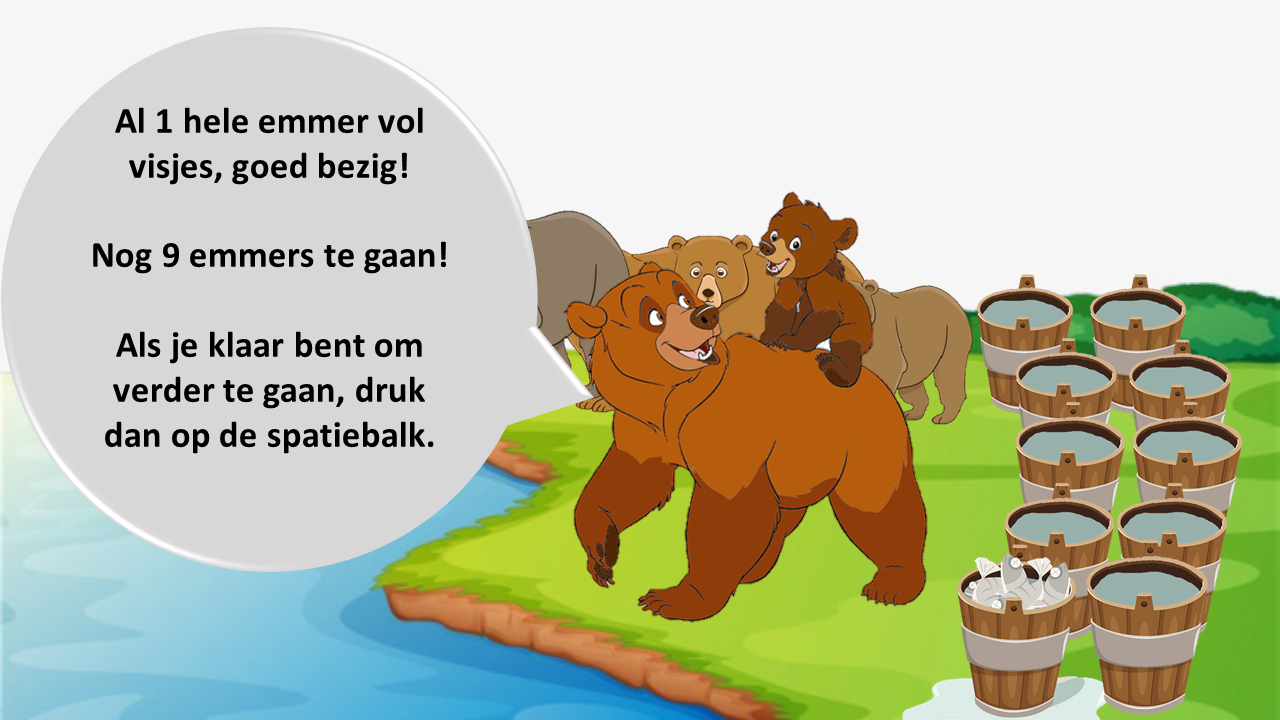 Al 1 hele emmer vol
visjes, goed bezig!
Nog 9 emmers te gaan!
Als je klaar bent om
verder te gaan, druk
dan op de spatiebalk.